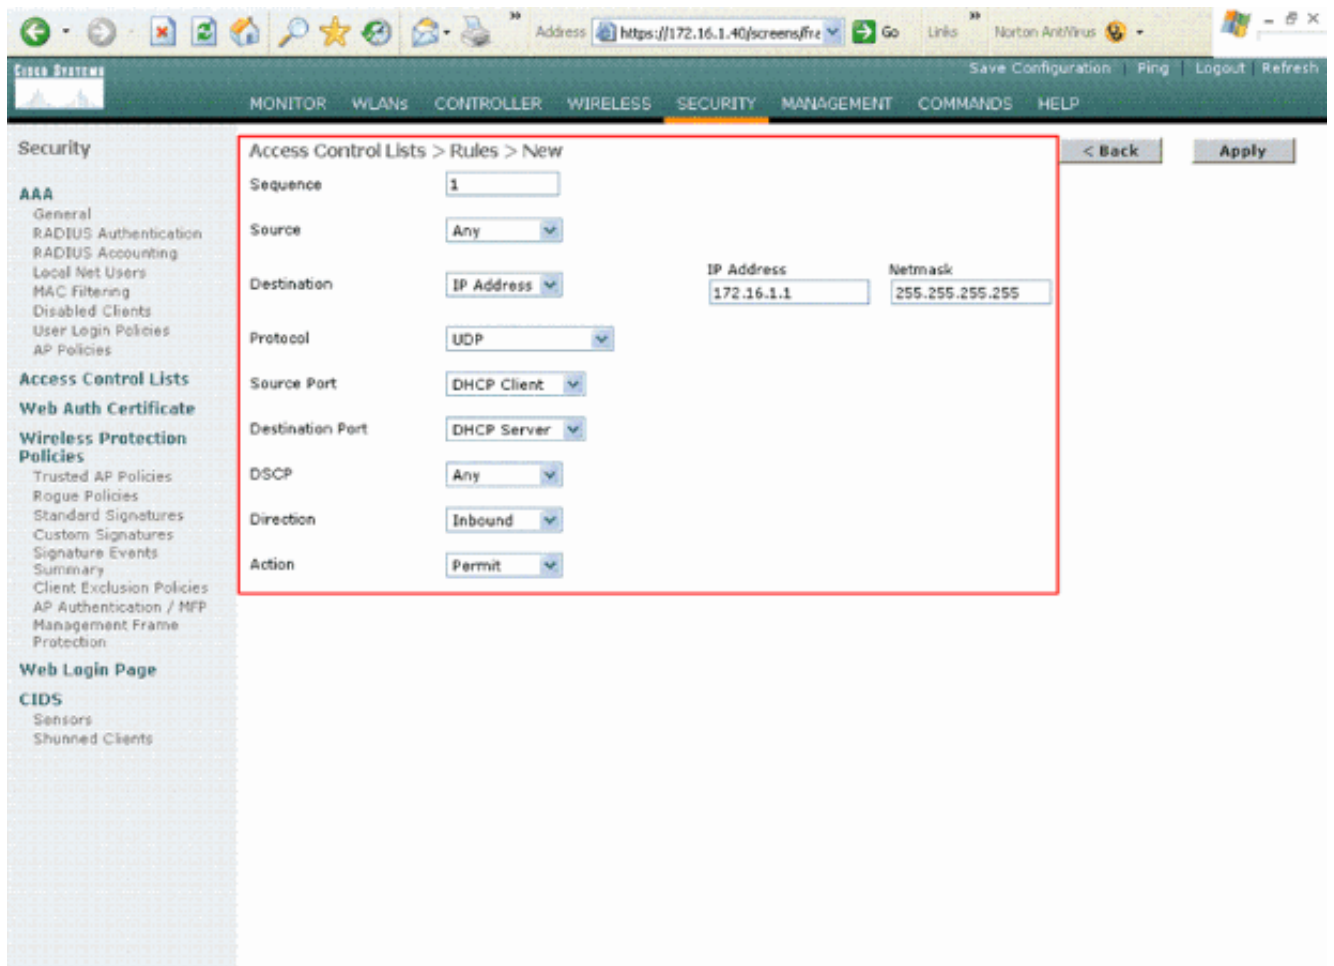 Address https://172.16.1.40/screens/fra Go Links Norton AntiVirus
CISCO SYSTEMS
Save Configuration | Ping | Logout | Refresh
MONITOR WLANs CONTROLLER WIRELESS SECURITY MANAGEMENT COMMANDS HELP
Security
AAA
General
RADIUS Authentication
RADIUS Accounting
Local Net Users
MAC Filtering
Disabled Clients
User Login Policies
AP Policies
Access Control Lists
Web Auth Certificate
Wireless Protection
Policies
Trusted AP Policies
Rogue Policies
Standard Signatures
Custom Signatures
Signature Events
Summary
Client Exclusion Policies
AP Authentication / MFP
Management Frame
Protection
Web Login Page
CIDS
Sensors
Shunned Clients
Access Control Lists > Rules > New
< Back Apply
Sequence 1
Source Any
IP Address Netmask
Destination IP Address 172.16.1.1 255.255.255.255
Protocol UDP
Source Port DHCP Client
Destination Port DHCP Server
DSCP Any
Direction Inbound
Action Permit